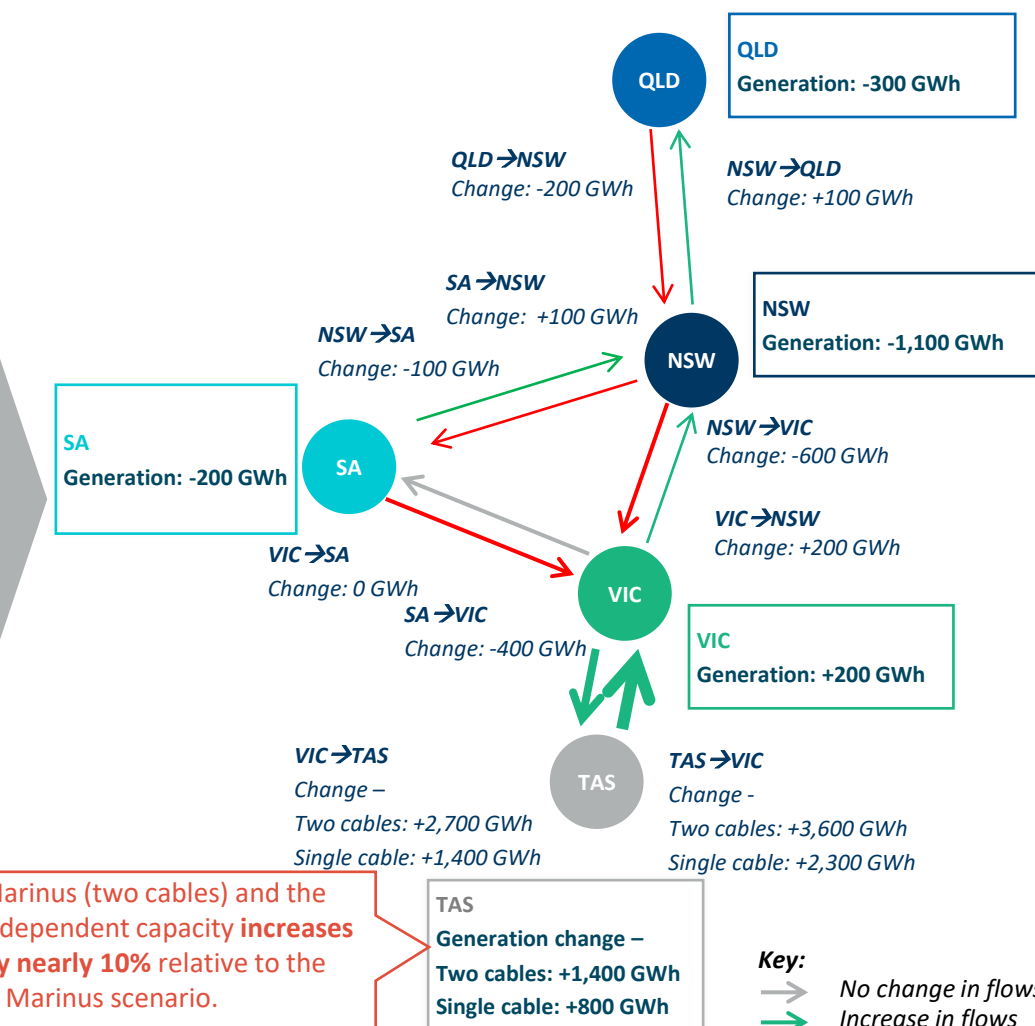 QLD
QLD
Generation: -300 GWh
QLD→NSW
Change: -200 GWh
NSW→QLD
Change: +100 GWh
SA→NSW
Change: +100 GWh
NSW→SA
Change: -100 GWh
NSW
NSW
Generation: -1,100 GWh
SA
Generation: -200 GWh
SA
NSW→VIC
Change: -600 GWh
VIC→NSW
Change: +200 GWh
VIC→SA
Change: 0 GWh
SA→VIC
Change: -400 GWh
VIC
VIC
Generation: +200 GWh
VIC→TAS
Change –
Two cables: +2,700 GWh
Single cable: +1,400 GWh
TAS
TAS→VIC
Change -
Two cables: +3,600 GWh
Single cable: +2,300 GWh
Marinus (two cables) and the
dependent capacity increases
y nearly 10% relative to the
Marinus scenario.
TAS
Generation change –
Two cables: +1,400 GWh
Single cable: +800 GWh
Key:
No change in flows
Increase in flows